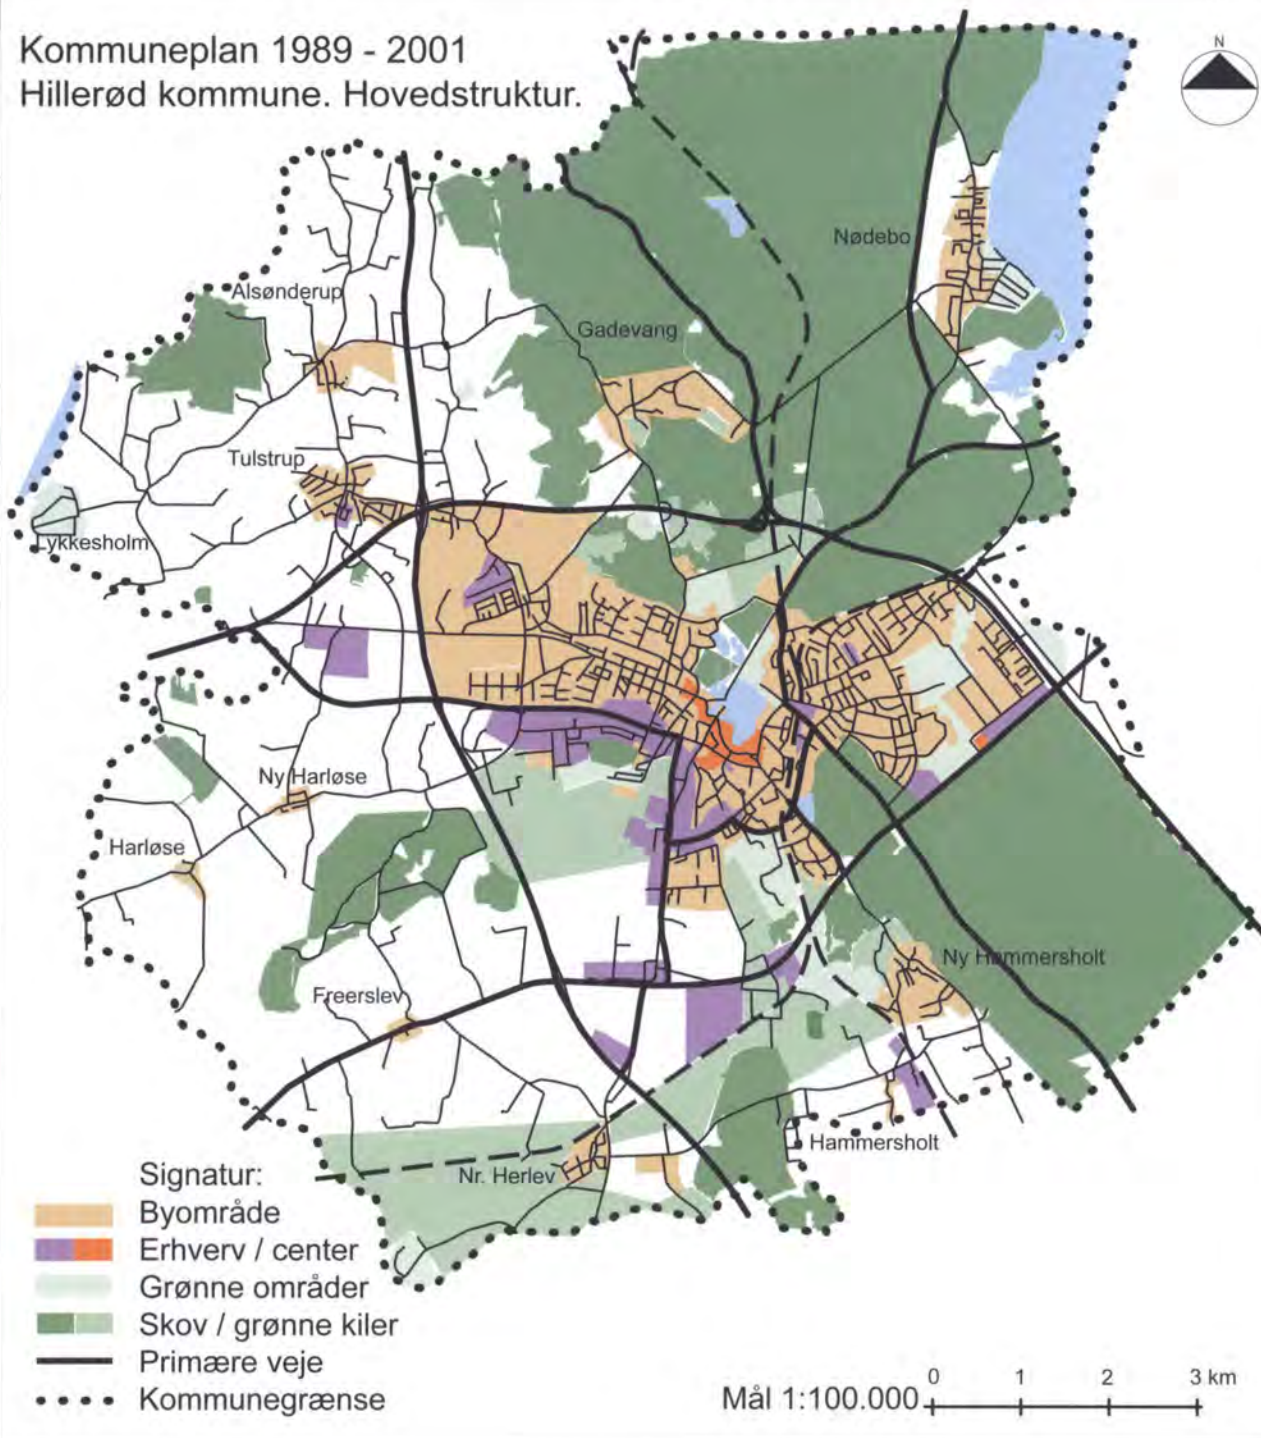 Kommuneplan 1989 - 2001
Hillerød kommune. Hovedstruktur.
N
Nødebo
Alsønderup
Gadevang
Tulstrup
Lykkesholm
Ny Harløse
Harløse
Ny Hammersholt
Freerslev
Hammersholt
Nr. Herlev
Signatur:
Byområde
Erhverv / center
Grønne områder
Skov / grønne kiler
Primære veje
Kommunegrænse
0 1 2 3 km
Mål 1:100.000